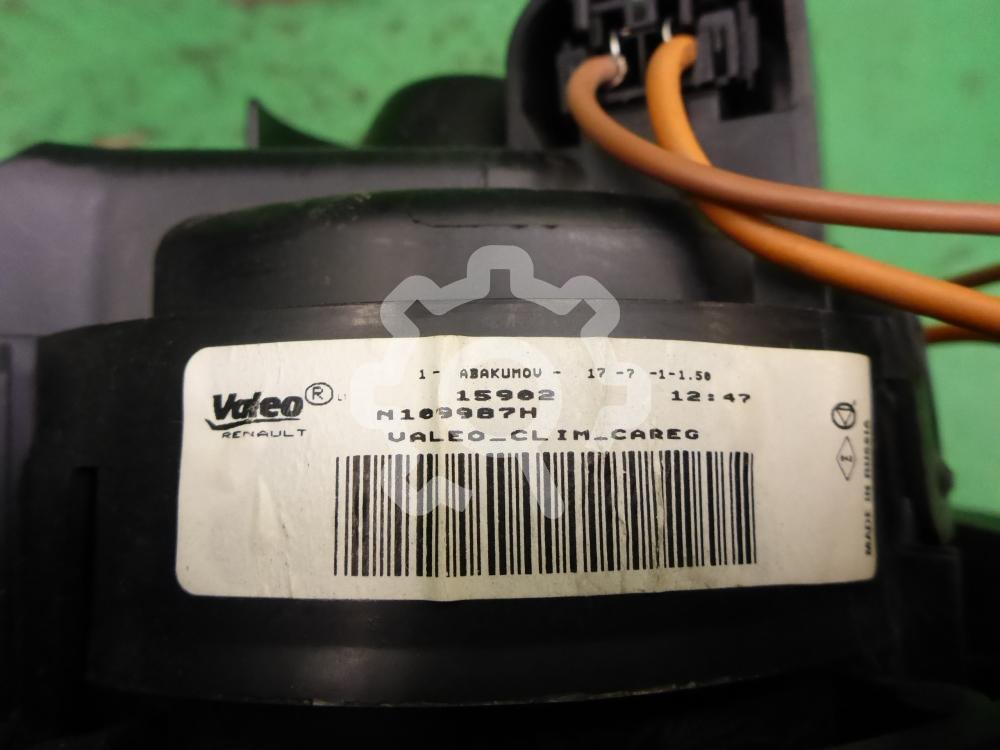 1 - ABAKUMOV - 17 -7 -1-1.50
Valeo® 15902 12:47
RENAULT N109987H
VALEO_CLIM_CAREG
MADE IN RUSSIA